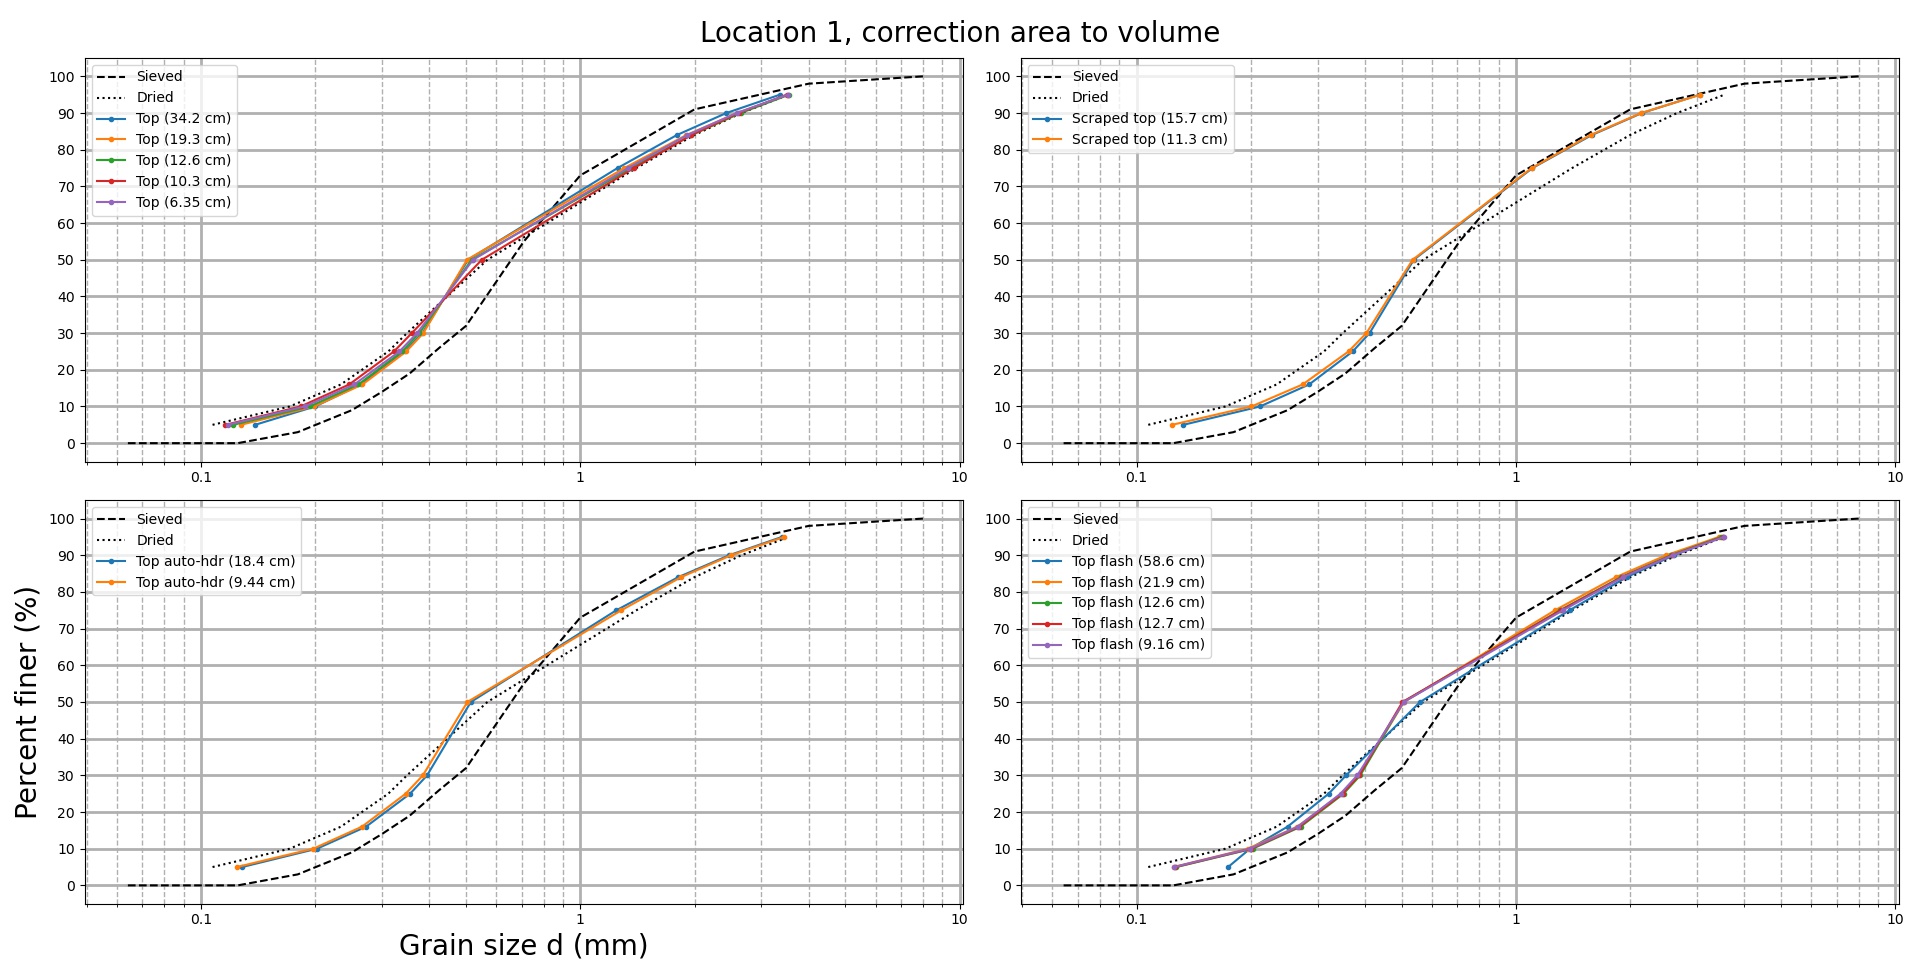 Location 1, correction area to volume
100
90
80
70
60
50
40
30
20
10
0
Sieved
Dried
Top (34.2 cm)
Top (19.3 cm)
Top (12.6 cm)
Top (10.3 cm)
Top (6.35 cm)
0.1
1
10
100
90
80
70
60
50
40
30
20
10
0
Sieved
Dried
Scraped top (15.7 cm)
Scraped top (11.3 cm)
0.1
1
10
Percent finer (%)
100
90
80
70
60
50
40
30
20
10
0
Sieved
Dried
Top auto-hdr (18.4 cm)
Top auto-hdr (9.44 cm)
0.1
1
10
Grain size d (mm)
100
90
80
70
60
50
40
30
20
10
0
Sieved
Dried
Top flash (58.6 cm)
Top flash (21.9 cm)
Top flash (12.6 cm)
Top flash (12.7 cm)
Top flash (9.16 cm)
0.1
1
10